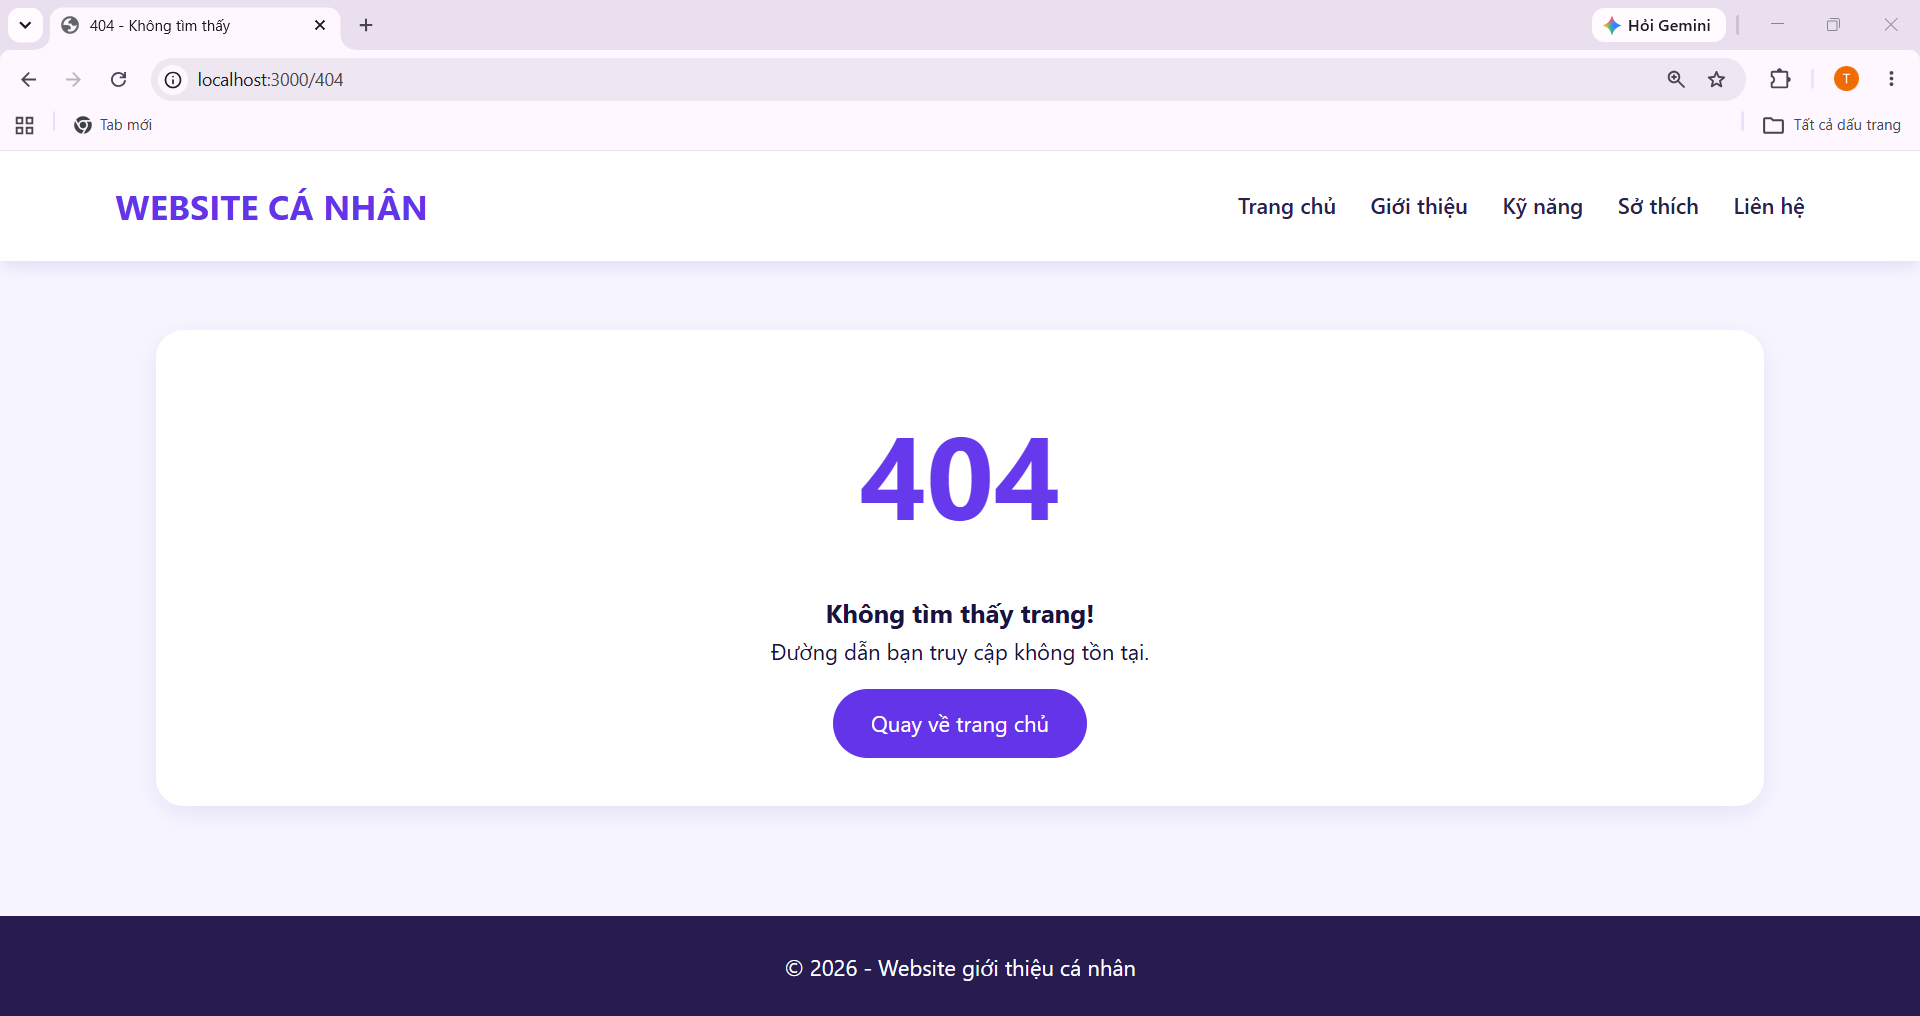 404 - Không tìm thấy
Hỏi Gemini
localhost:3000/404
T
Tab mới
Tất cả dấu trang
WEBSITE CÁ NHÂN
Trang chủ Giới thiệu Kỹ năng Sở thích Liên hệ
404
Không tìm thấy trang!
Đường dẫn bạn truy cập không tồn tại.
Quay về trang chủ
© 2026 - Website giới thiệu cá nhân